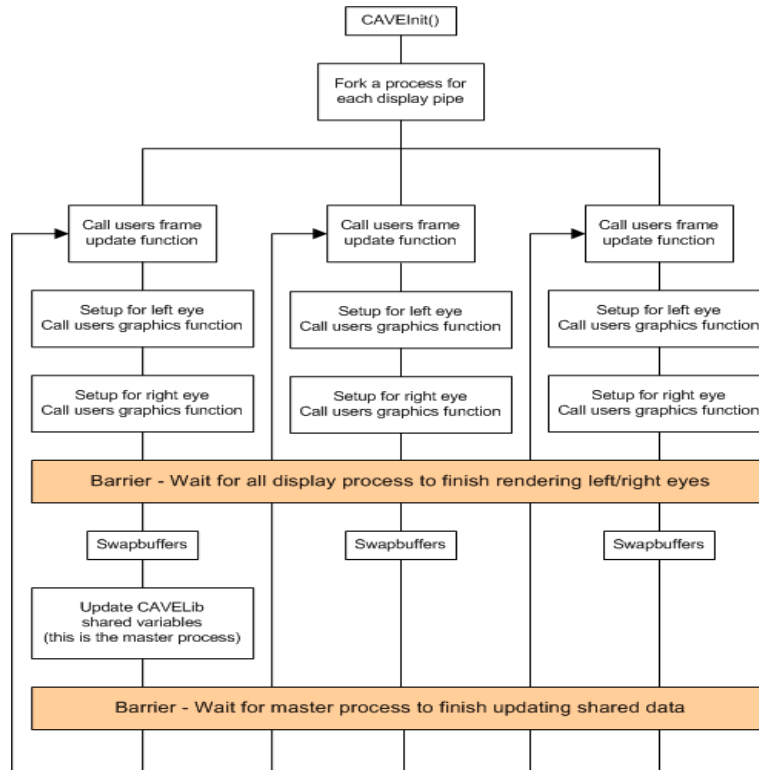 CAVEInit()
Fork a process for
each display pipe
Call users frame
update function
Call users frame
update function
Call users frame
update function
Setup for left eye
Call users graphics function
Setup for left eye
Call users graphics function
Setup for left eye
Call users graphics function
Setup for right eye
Call users graphics function
Setup for right eye
Call users graphics function
Setup for right eye
Call users graphics function
Barrier - Wait for all display process to finish rendering left/right eyes
Swapbuffers
Swapbuffers
Swapbuffers
Update CAVELib
shared variables
(this is the master process)
Barrier - Wait for master process to finish updating shared data